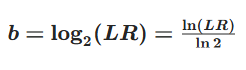 b = log₂(LR) = ln(LR) / ln 2